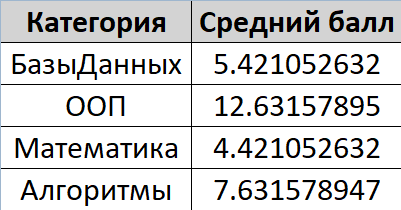 Категория Средний балл
БазыДанных 5.421052632
ООП 12.63157895
Математика 4.421052632
Алгоритмы 7.631578947